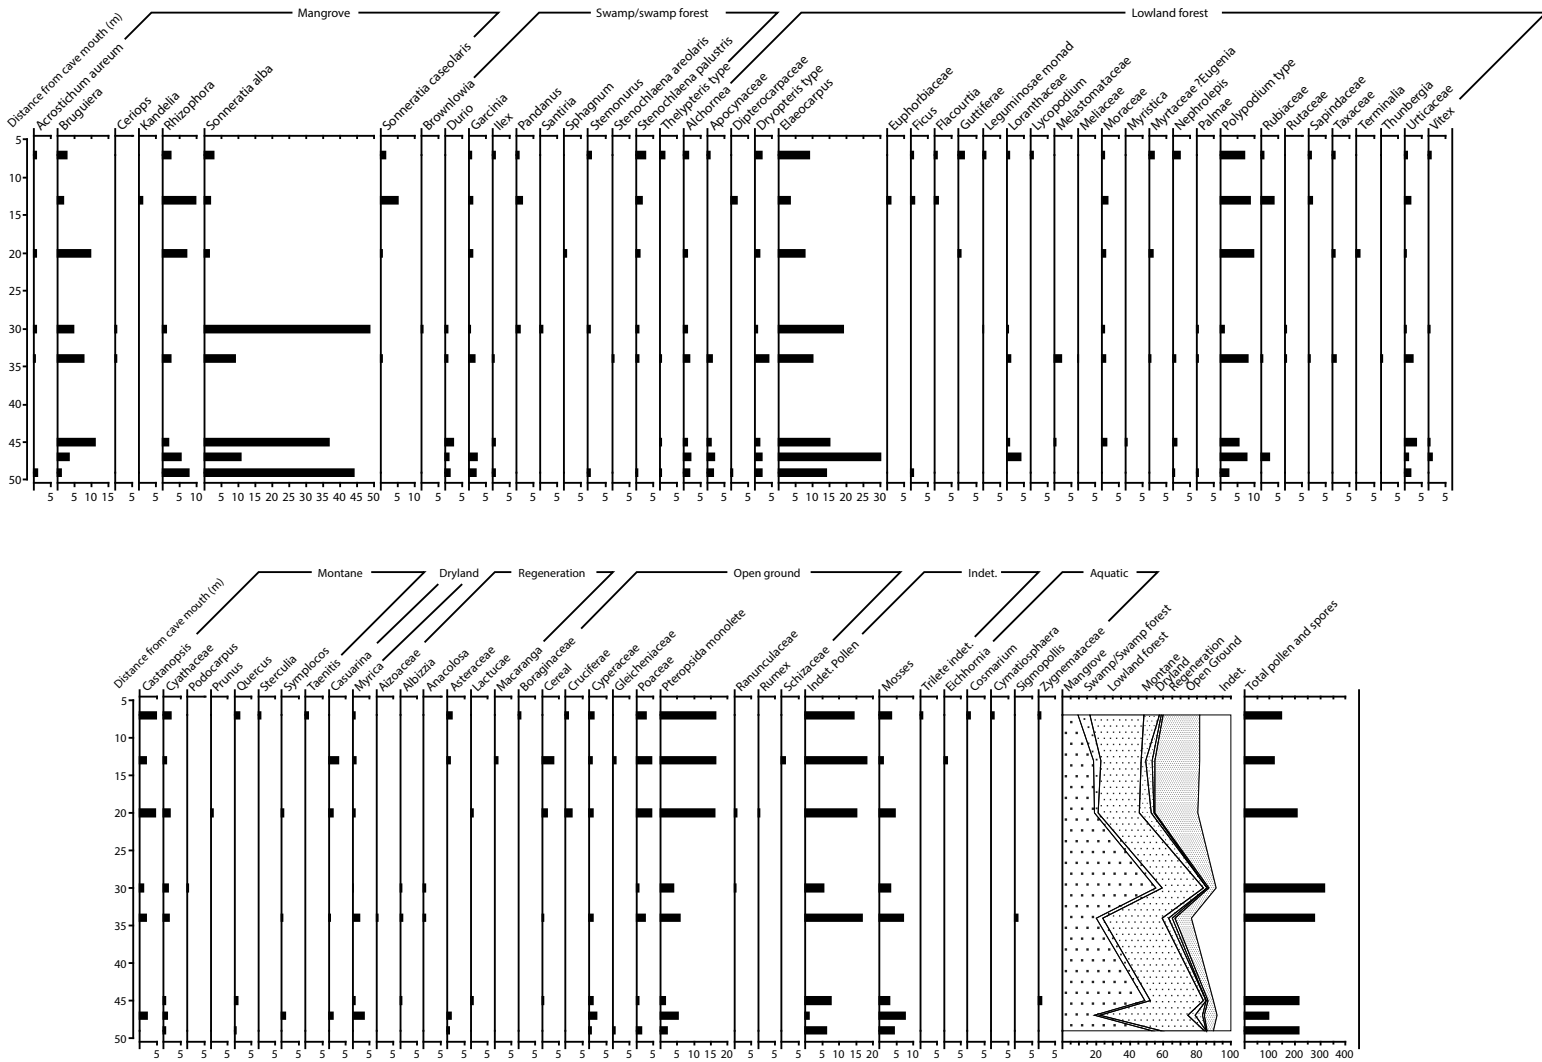 Mangrove Swamp/swamp forest Lowland forest
Distance from cave mouth (m)
Acrostichum aureum
Bruguiera
Ceriops
Kandelia
Rhizophora
Sonneratia alba
Sonneratia caseolaris
Brownlowia
Durio
Garcinia
Ilex
Pandanus
Santiria
Sphagnum
Stemonurus
Stenochlaena areolaris
Stenochlaena palustris
Thelypteris type
Alchornea
Apocynaceae
Dipterocarpaceae
Dryopteris type
Elaeocarpus
Euphorbiaceae
Ficus
Flacourtia
Guttiferae
Leguminosae monad
Loranthaceae
Lycopodium
Melastomataceae
Meliaceae
Moraceae
Myristica
Myrtaceae ?Eugenia
Nephrolepis
Palmae
Polypodium type
Rubiaceae
Rutaceae
Sapindaceae
Taxaceae
Terminalia
Thunbergia
Urticaceae
Vitex
5
10
15
20
25
30
35
40
45
50
5 5 10 15 5 5 5 10 5 10 15 20 25 30 35 40 45 50 5 10 5 5 5 5 5 5 5 5 5 5 5 5 5 5 5 5 10 15 20 25 30 5 5 5 5 5 5 5 5 5 5 5 5 5 5 5 10 5 5 5 5 5 5 5 5
Montane Dryland Regeneration Open ground Indet. Aquatic
Distance from cave mouth (m)
Castanopsis
Cyathaceae
Podocarpus
Prunus
Quercus
Sterculia
Symplocos
Taenitis
Casuarina
Myrica
Aizoaceae
Albizzia
Anacolosa
Asteraceae
Lactucae
Macaranga
Boraginaceae
Cereal
Cruciferae
Cyperaceae
Gleicheniaceae
Poaceae
Pteropsida monolete
Ranunculaceae
Rumex
Schizaceae
Indet. Pollen
Mosses
Trilete indet.
Eichhornia
Cosmarium
Cymatiosphaera
Sigmopollis
Zygnemataceae
Mangrove
Swamp/Swamp forest
Lowland forest
Montane
Dryland
Regeneration
Open Ground
Indet.
Total pollen and spores
5
10
15
20
25
30
35
40
45
50
5 5 5 5 5 5 5 5 5 5 5 5 5 5 5 5 5 5 5 5 5 5 5 10 15 20 5 5 5 5 10 15 20 5 10 5 5 5 5 5 5 20 40 60 80 100 100 200 300 400